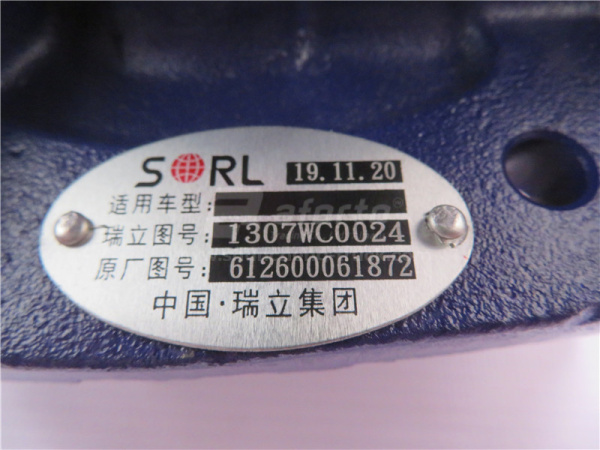 SORL 19.11.20
适用车型:
瑞立图号: 1307WC0024
原厂图号: 612600061872
中国·瑞立集团